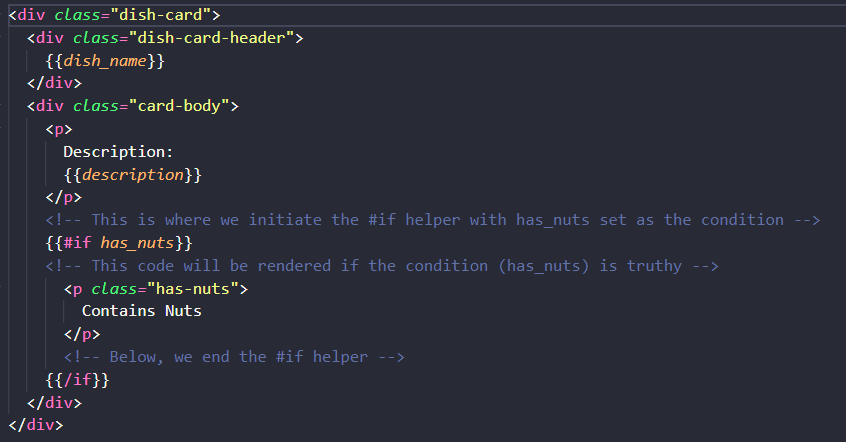 <div class="dish-card">
<div class="dish-card-header">
{{dish_name}}
</div>
<div class="card-body">
<p>
Description:
{{description}}
</p>
<!-- This is where we initiate the #if helper with has_nuts set as the condition -->
{{#if has_nuts}}
<!-- This code will be rendered if the condition (has_nuts) is truthy -->
<p class="has-nuts">
Contains Nuts
</p>
<!-- Below, we end the #if helper -->
{{/if}}
</div>
</div>